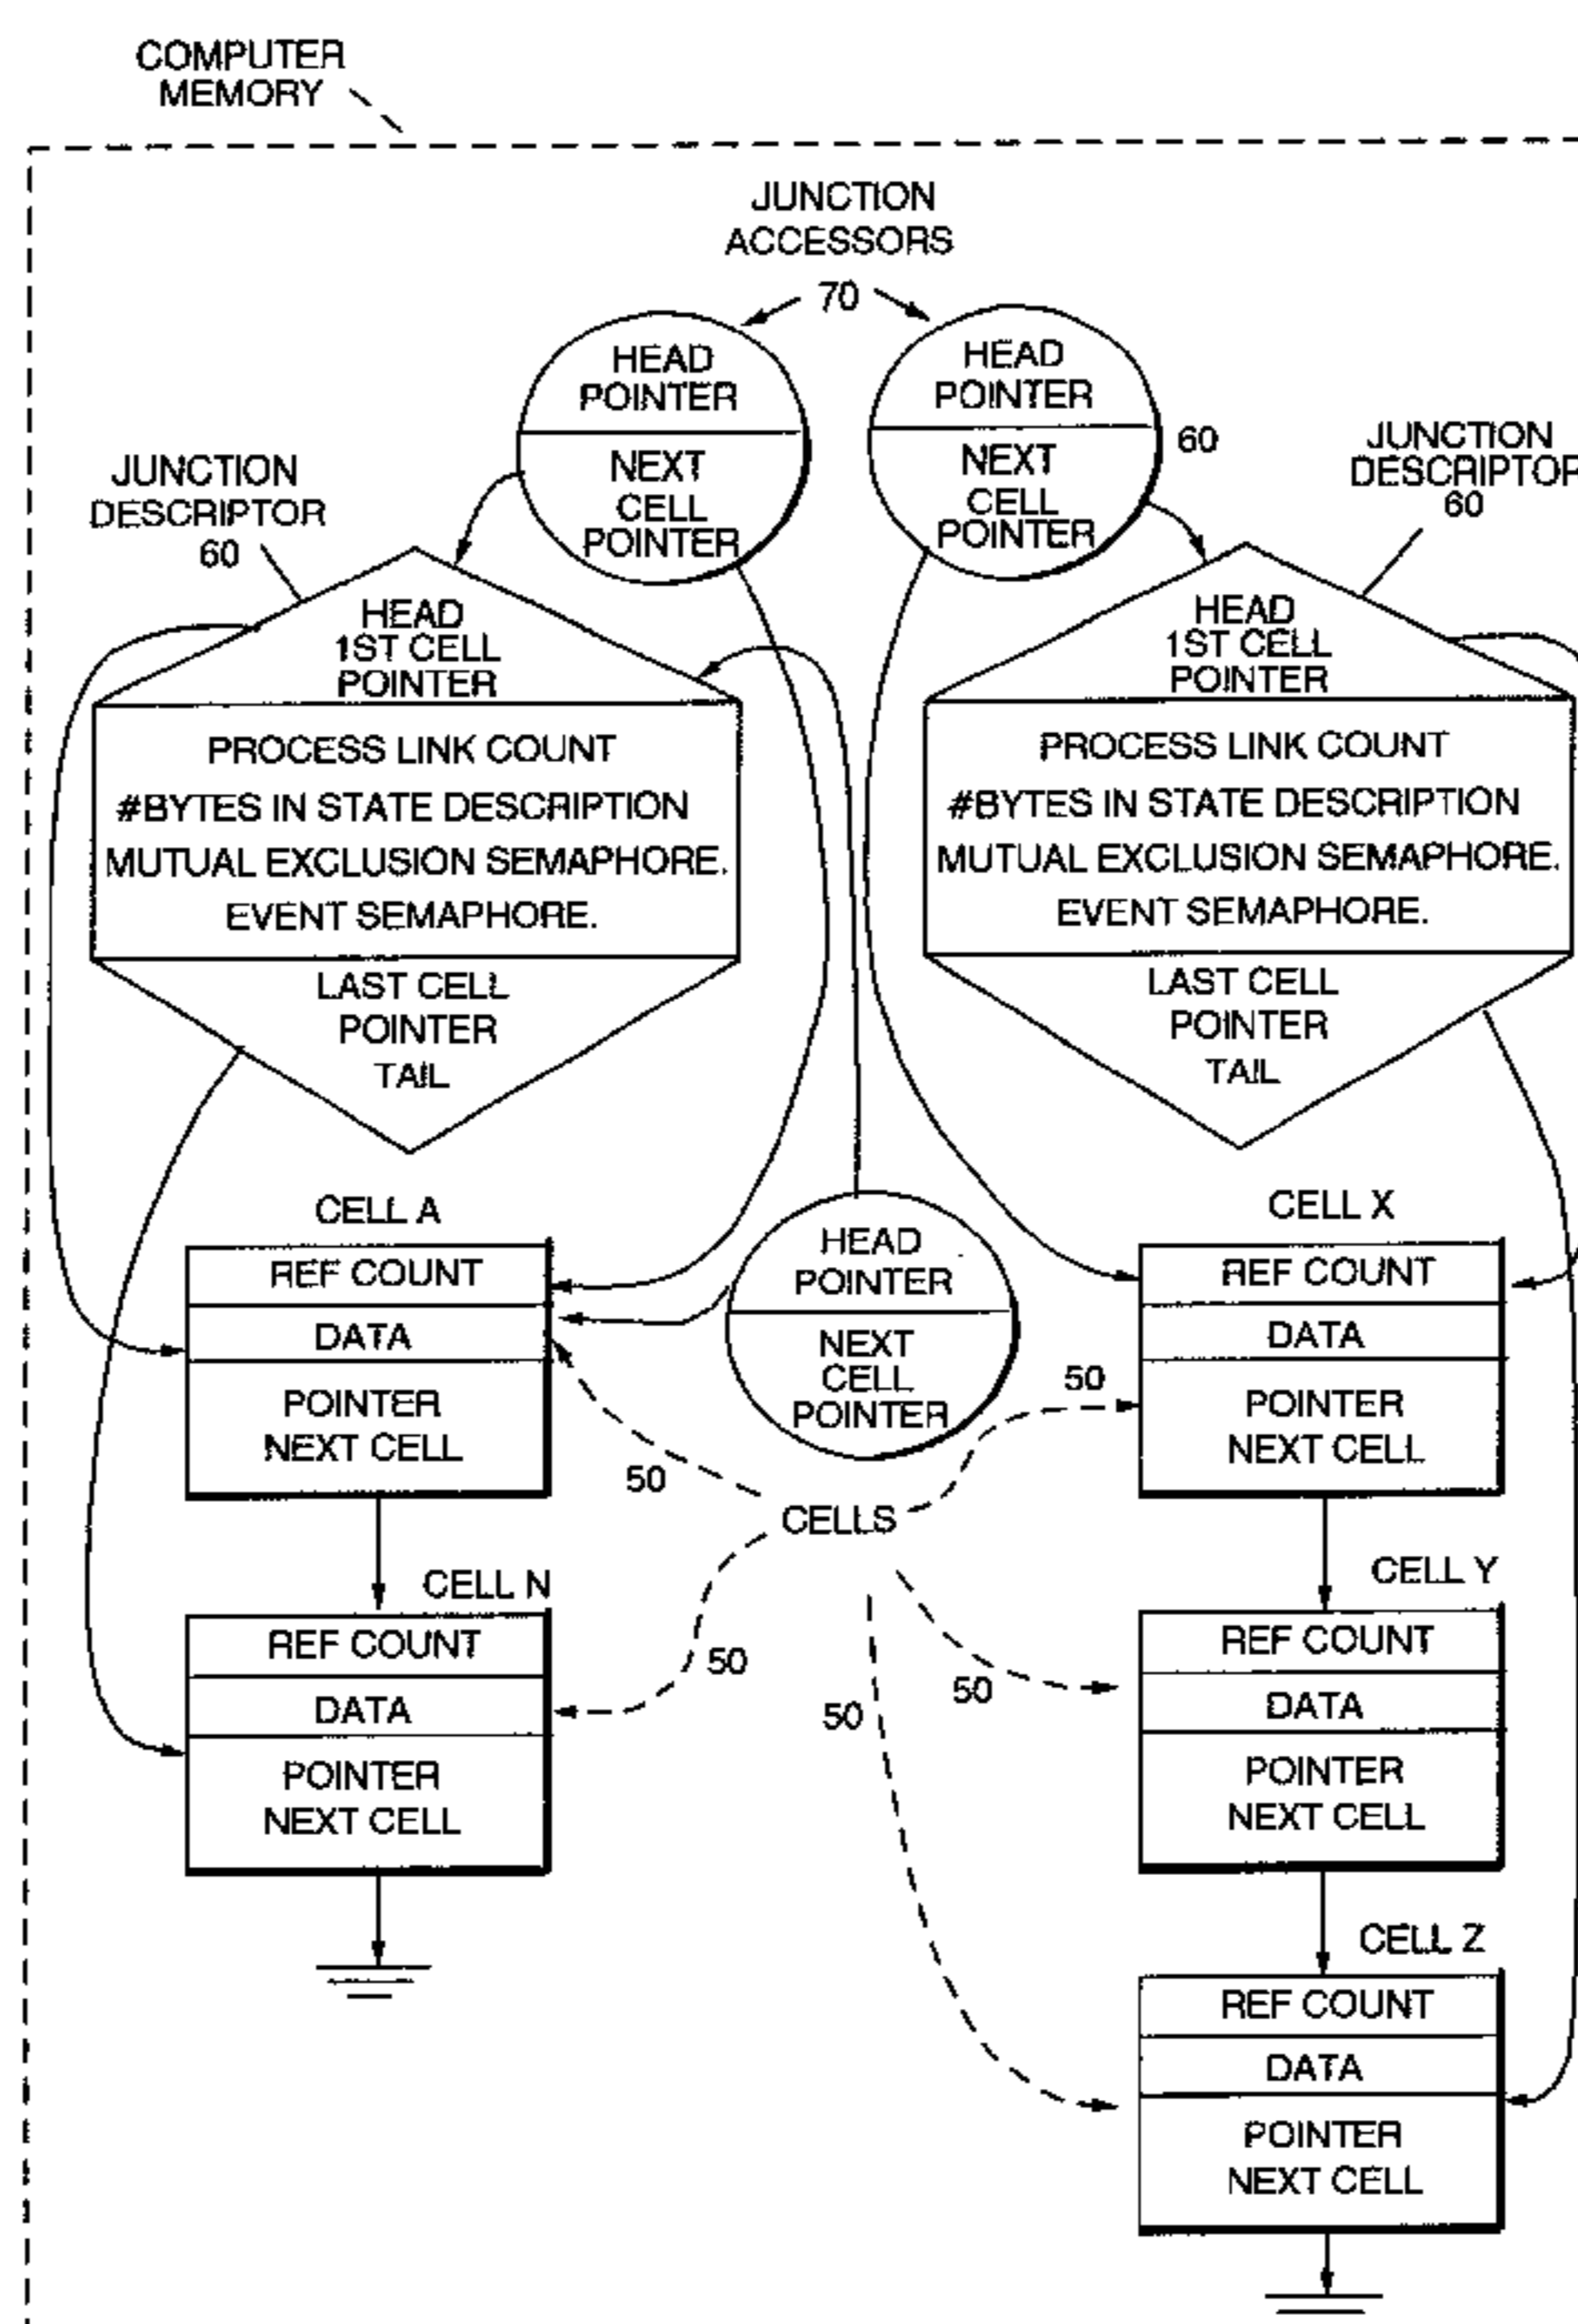 COMPUTER
MEMORY
JUNCTION
ACCESSORS
70
HEAD
POINTER
NEXT
CELL
POINTER
HEAD
POINTER
NEXT
CELL
POINTER
60
JUNCTION
DESCRIPTOR
60
JUNCTION
DESCRIPTOR
60
HEAD
1ST CELL
POINTER
PROCESS LINK COUNT
#BYTES IN STATE DESCRIPTION
MUTUAL EXCLUSION SEMAPHORE.
EVENT SEMAPHORE.
LAST CELL
POINTER
TAIL
HEAD
1ST CELL
POINTER
PROCESS LINK COUNT
#BYTES IN STATE DESCRIPTION
MUTUAL EXCLUSION SEMAPHORE.
EVENT SEMAPHORE.
LAST CELL
POINTER
TAIL
CELL A
REF COUNT
DATA
POINTER
NEXT CELL
HEAD
POINTER
NEXT
CELL
POINTER
CELL X
REF COUNT
DATA
POINTER
NEXT CELL
50
50
CELLS
CELL N
REF COUNT
DATA
POINTER
NEXT CELL
50
50
50
CELL Y
REF COUNT
DATA
POINTER
NEXT CELL
CELL Z
REF COUNT
DATA
POINTER
NEXT CELL